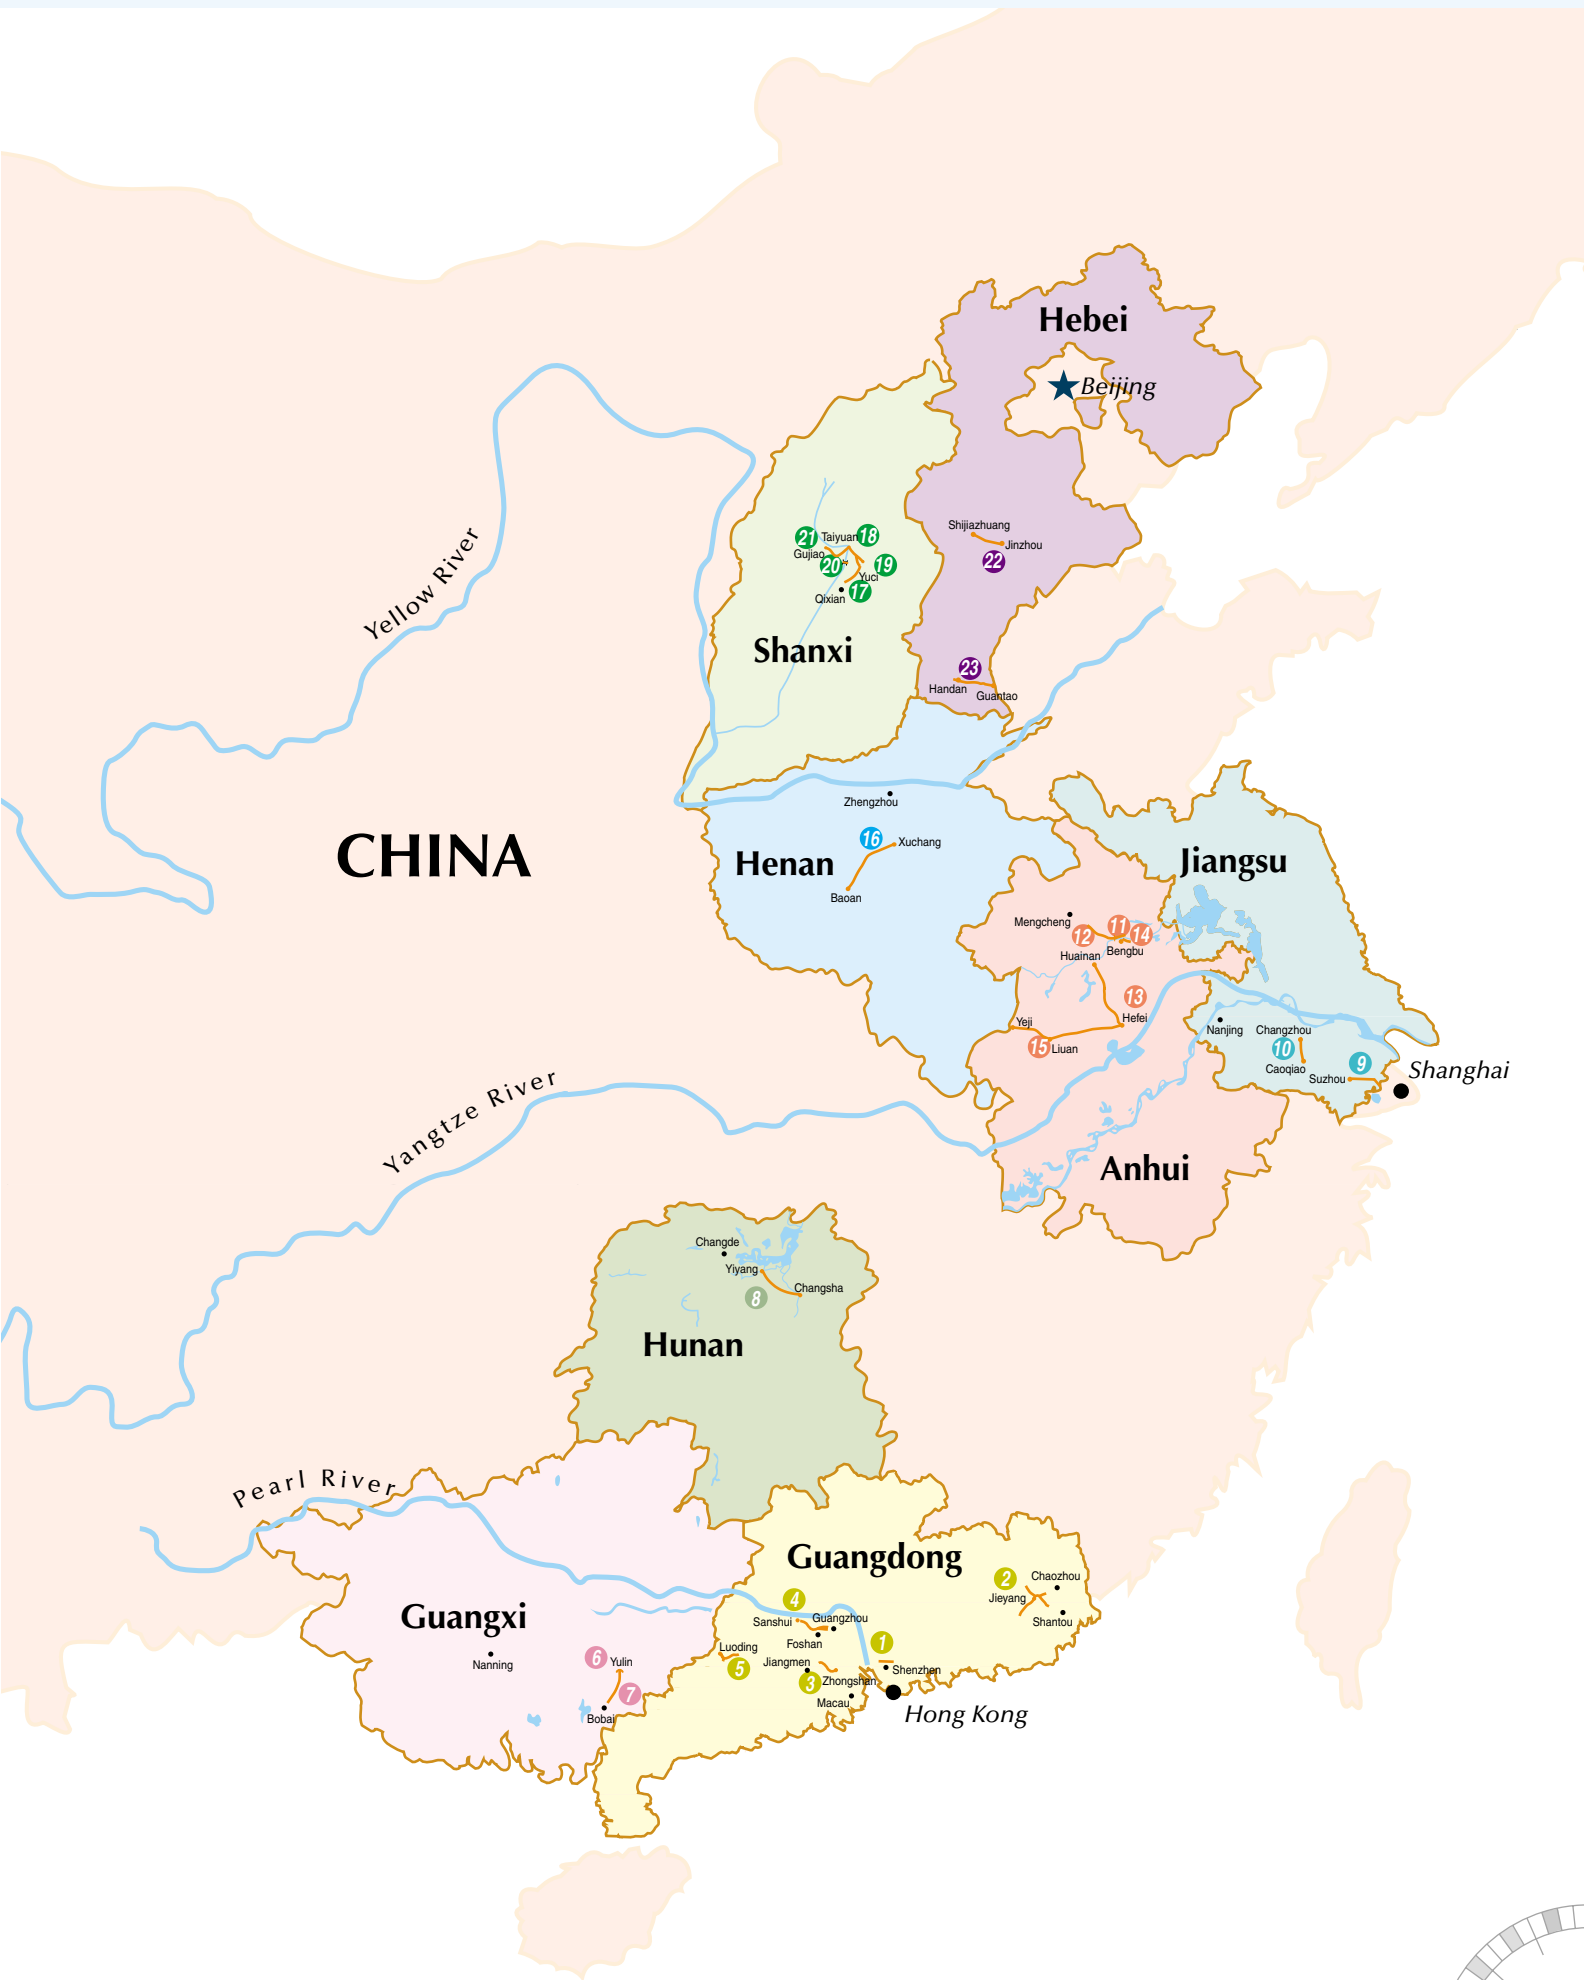 Hebei
Beijing
Shijiazhuang
Jinzhou
22
21
Taiyuan
18
Gujiao
20
19
Yuci
Qixian
17
Yellow River
Shanxi
23
Handan
Guantao
Zhengzhou
16
Xuchang
CHINA
Henan
Baoan
Jiangsu
Mengcheng
12
11
14
Huainan
Bengbu
13
Yeji
Hefei
15
Liuan
Nanjing
Changzhou
10
Caoqiao
9
Suzhou
Shanghai
Yangtze River
Anhui
Changde
Yiyang
Changsha
8
Hunan
Pearl River
Guangdong
2
Chaozhou
Jieyang
Shantou
4
Sanshui
Guangzhou
Foshan
Guangxi
1
Luoding
5
Jiangmen
Shenzhen
3
Zhongshan
Macau
Nanning
6
Yulin
7
Bobai
Hong Kong